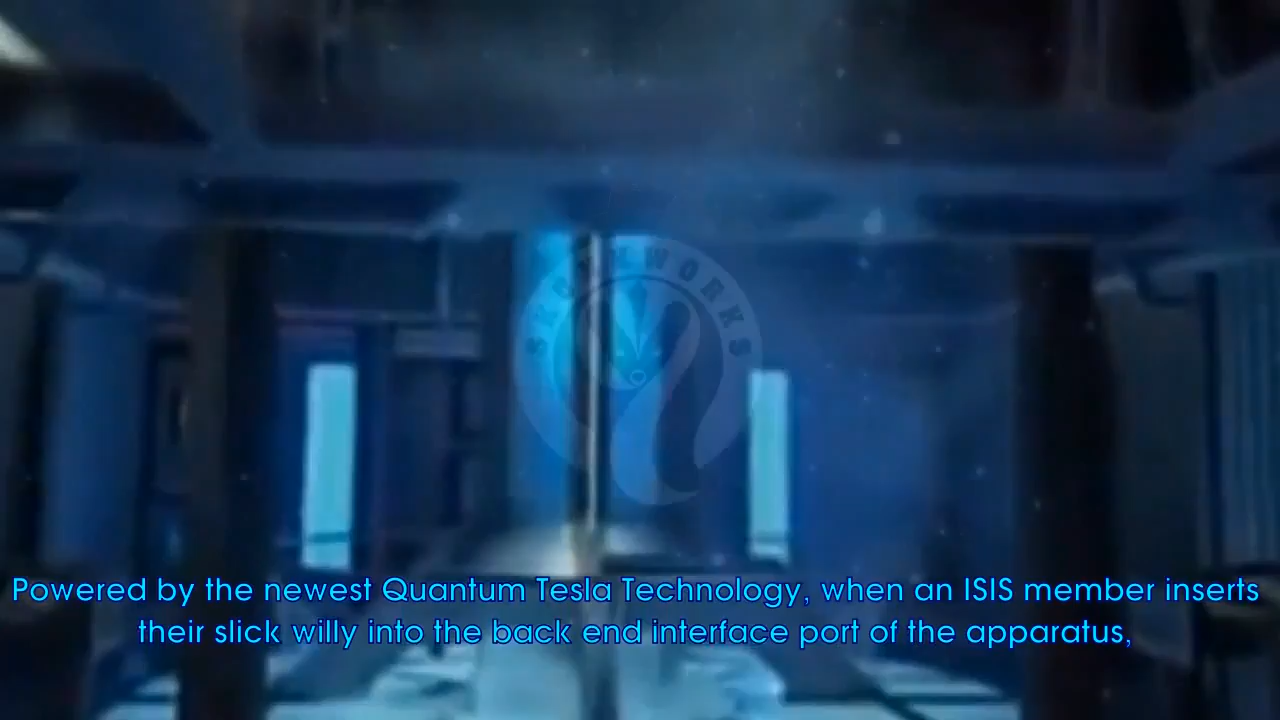 SKUNKWORKS
Powered by the newest Quantum Tesla Technology, when an ISIS member inserts
their slick willy into the back end interface port of the apparatus,